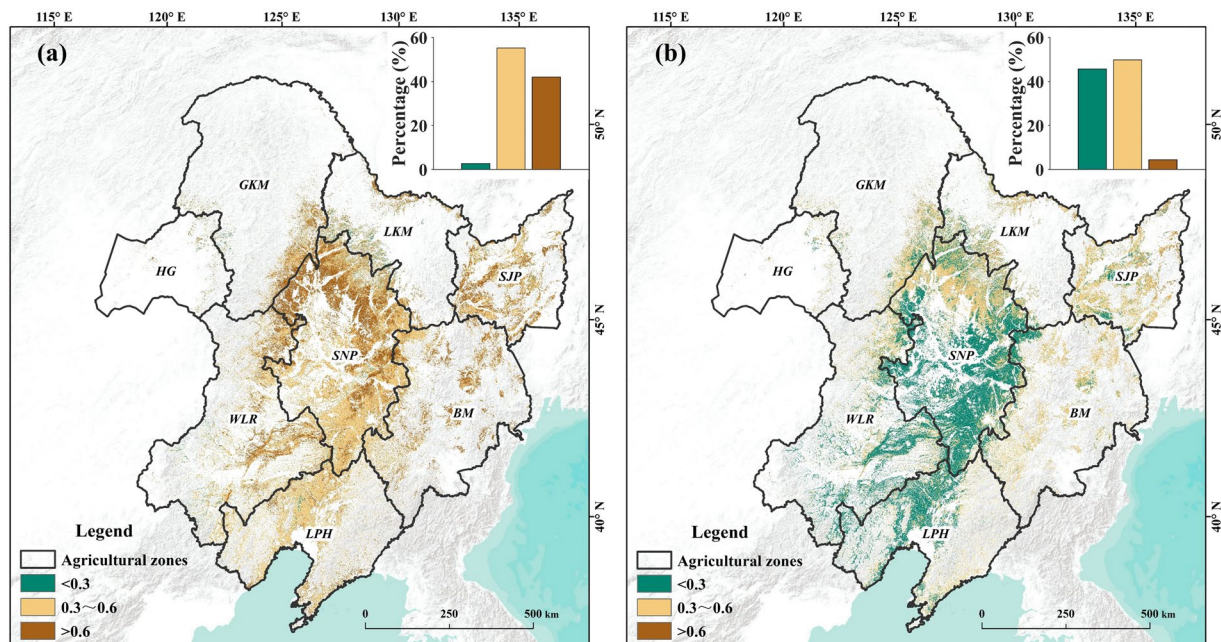 115° E
120° E
125° E
130° E
135° E
(a)
Percentage (%)
60
40
20
0
50° N
45° N
40° N
GKM
LKM
HG
SJP
SNP
WLR
BM
LPH
Legend
Agricultural zones
<0.3
0.3～0.6
>0.6
0
250
500 km
115° E
120° E
125° E
130° E
135° E
(b)
Percentage (%)
60
40
20
0
50° N
45° N
40° N
GKM
LKM
HG
SJP
SNP
WLR
BM
LPH
Legend
Agricultural zones
<0.3
0.3～0.6
>0.6
0
250
500 km